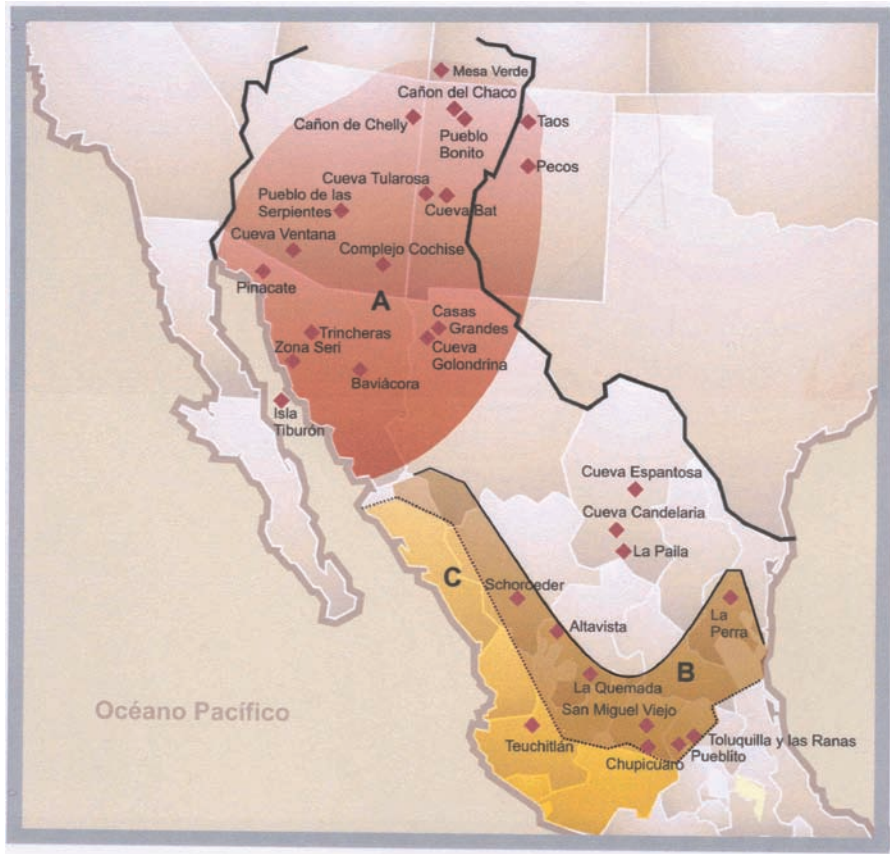 Mesa Verde
Cañon del Chaco
Cañon de Chelly
Pueblo
Bonito
Taos
Pecos
Cueva Tularosa
Pueblo de las
Serpientes
Cueva Bat
Cueva Ventana
Complejo Cochise
Pinacate
A
Casas
Grandes
Trincheras
Cueva
Golondrina
Zona Seri
Baviácora
Isla
Tiburón
Cueva Espantosa
Cueva Candelaria
La Paila
C
Schoroeder
La
Perra
Altavista
B
La Quemada
Océano Pacífico
San Miguel Viejo
Teuchitlán
Toluquilla y las Ranas
Pueblito
Chupicuaro